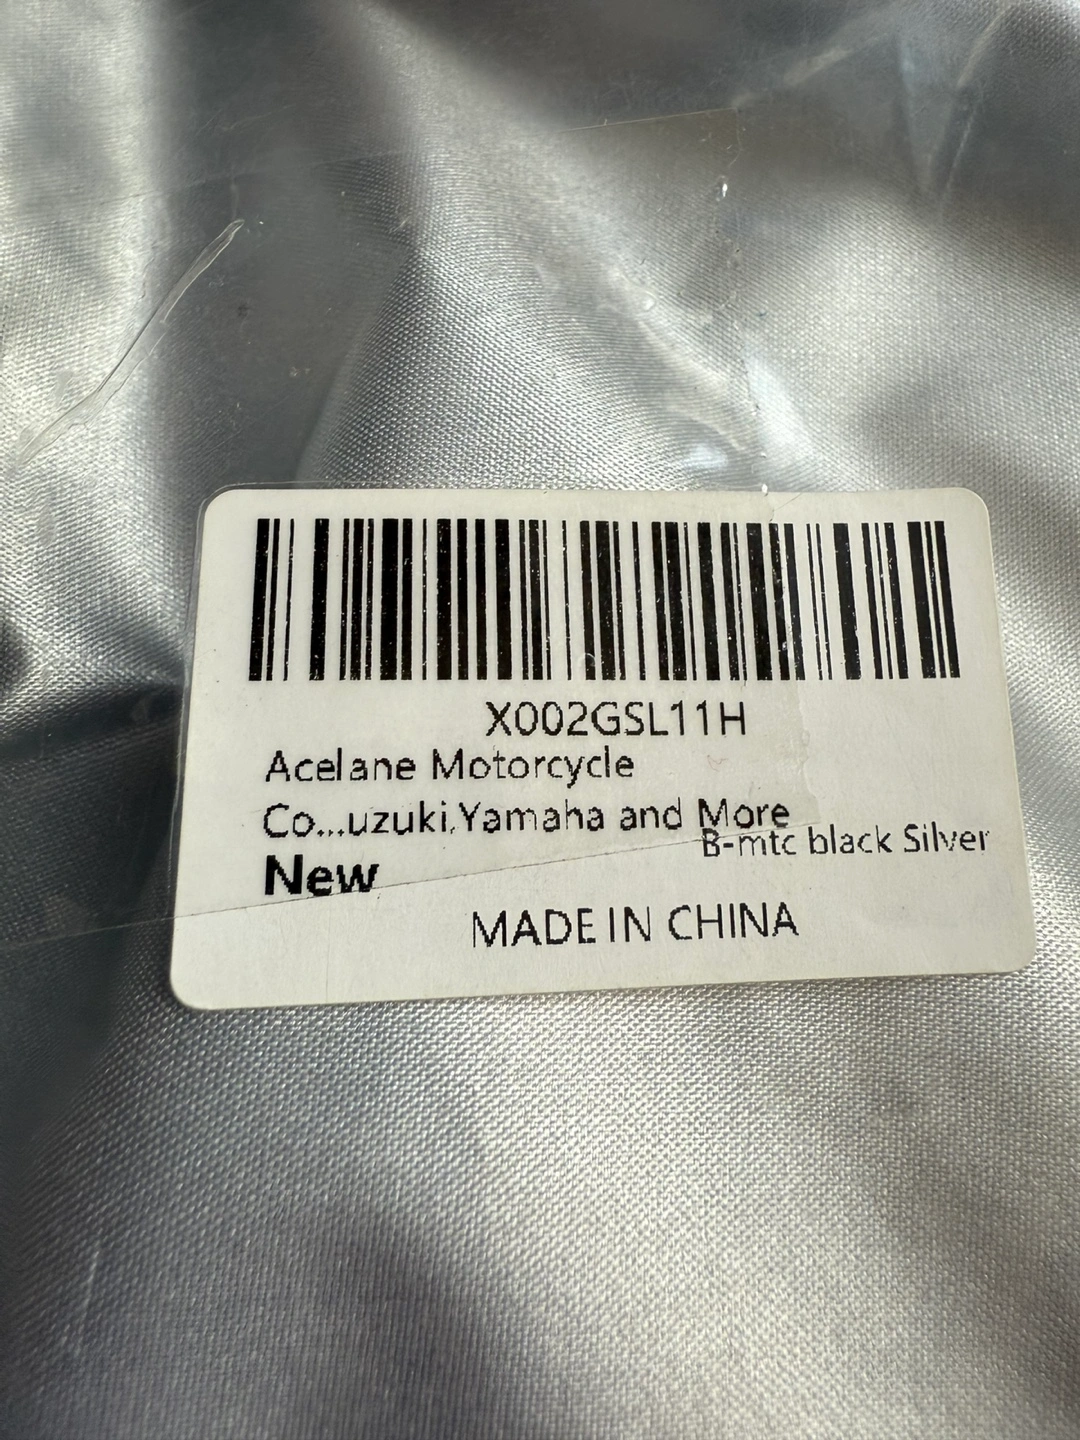 X002GSL11H
Acelane Motorcycle
Co...uzuki,Yamaha and More
B-mtc black Silver
New
MADE IN CHINA